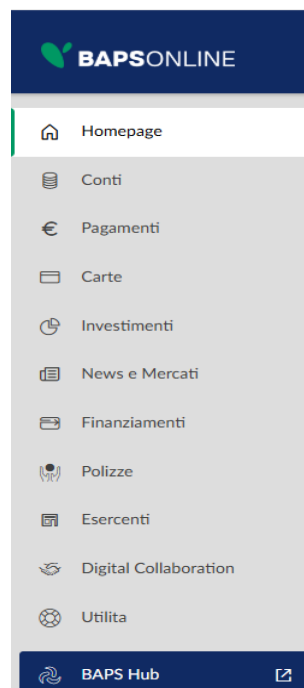 BAPSONLINE
Homepage
Conti
Pagamenti
Carte
Investimenti
News e Mercati
Finanziamenti
Polizze
Esercenti
Digital Collaboration
Utilita
BAPS Hub